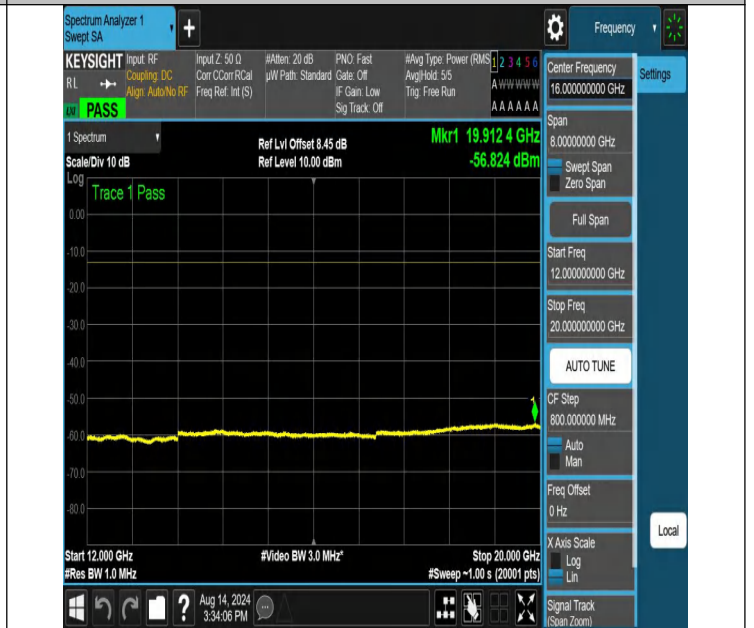 Spectrum Analyzer 1
Swept SA
+
Frequency
KEYSIGHT
RL
PASS
Input: RF
Coupling: DC
Align: Auto/No RF
Input Z: 50 Ω
Corr CCorr RCal
Freq Ref: Int (S)
#Atten: 20 dB
µW Path: Standard
PNO: Fast
Gate: Off
IF Gain: Low
Sig Track: Off
#Avg Type: Power (RMS
Avg|Hold: 5/5
Trig: Free Run
1 2 3 4 5 6
A W W W W W
A A A A A A
1 Spectrum
Scale/Div 10 dB
Ref Lvl Offset 8.45 dB
Ref Level 10.00 dBm
Mkr1 19.912 4 GHz
-56.824 dBm
Log
Trace 1 Pass
0.00
-10.0
-20.0
-30.0
-40.0
-50.0
-60.0
-70.0
-80.0
1
Start 12.000 GHz
#Res BW 1.0 MHz
#Video BW 3.0 MHz*
Stop 20.000 GHz
#Sweep ~1.00 s (20001 pts)
Aug 14, 2024
3:34:06 PM
Center Frequency
16.000000000 GHz
Settings
Span
8.00000000 GHz
Swept Span
Zero Span
Full Span
Start Freq
12.000000000 GHz
Stop Freq
20.000000000 GHz
AUTO TUNE
CF Step
800.000000 MHz
Auto
Man
Freq Offset
0 Hz
X Axis Scale
Log
Lin
Local
Signal Track
(Span Zoom)